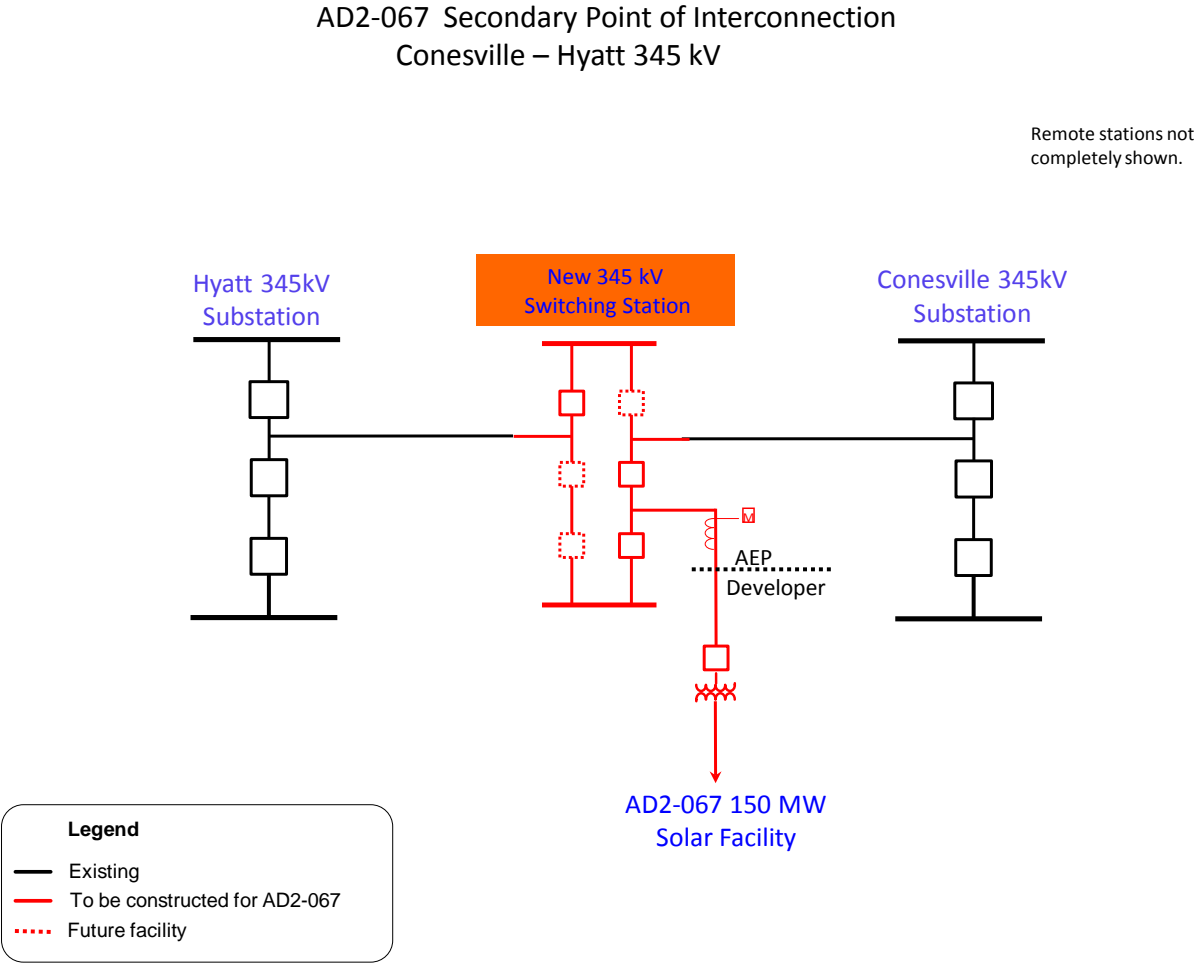 AD2-067 Secondary Point of Interconnection
Conesville – Hyatt 345 kV
Remote stations not
completely shown.
Hyatt 345kV
Substation
New 345 kV
Switching Station
Conesville 345kV
Substation
M
AEP
Developer
AD2-067 150 MW
Solar Facility
Legend
Existing
To be constructed for AD2-067
Future facility